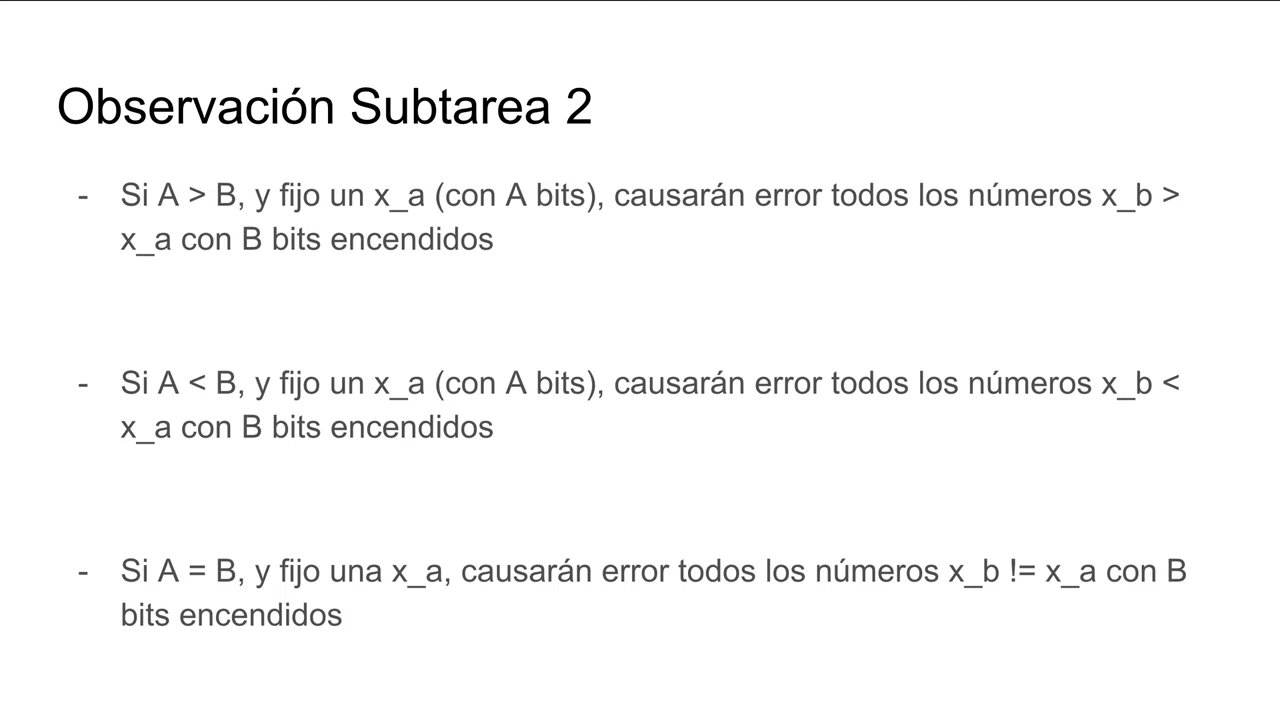 Observación Subtarea 2
- Si A > B, y fijo un x_a (con A bits), causarán error todos los números x_b >
x_a con B bits encendidos
- Si A < B, y fijo un x_a (con A bits), causarán error todos los números x_b <
x_a con B bits encendidos
- Si A = B, y fijo una x_a, causarán error todos los números x_b != x_a con B
bits encendidos